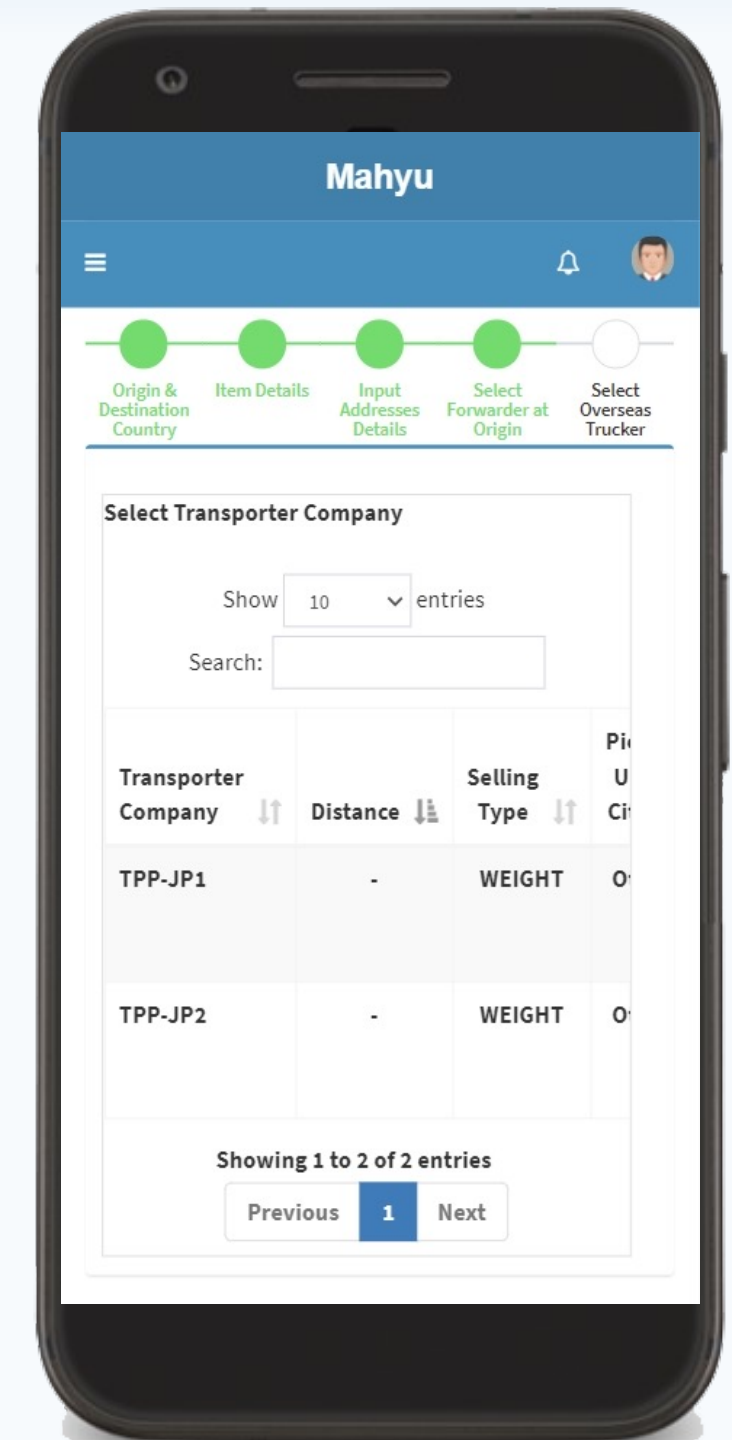 Mahyu
Origin & Destination Country
Item Details
Input Addresses Details
Select Forwarder at Origin
Select Overseas Trucker
Select Transporter Company
Show 10 entries
Search:
Transporter Company Distance Selling Type
TPP-JP1 - WEIGHT
TPP-JP2 - WEIGHT
Showing 1 to 2 of 2 entries
Previous 1 Next